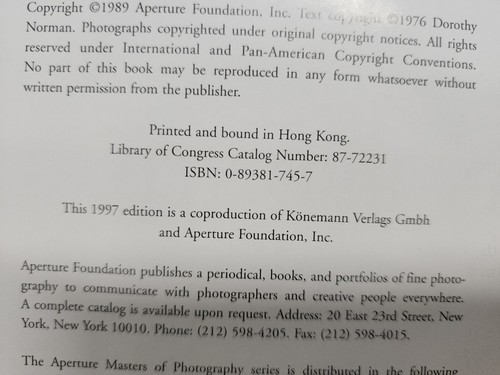 Copyright ©1989 Aperture Foundation, Inc. Text copyright ©1976 Dorothy
Norman. Photographs copyrighted under original copyright notices. All rights
reserved under International and Pan-American Copyright Conventions.
No part of this book may be reproduced in any form whatsoever without
written permission from the publisher.
Printed and bound in Hong Kong.
Library of Congress Catalog Number: 87-72231
ISBN: 0-89381-745-7
This 1997 edition is a coproduction of Könemann Verlags Gmbh
and Aperture Foundation, Inc.
Aperture Foundation publishes a periodical, books, and portfolios of fine photo-
graphy to communicate with photographers and creative people everywhere.
A complete catalog is available upon request. Address: 20 East 23rd Street, New
York, New York 10010. Phone: (212) 598-4205. Fax: (212) 598-4015.
The Aperture Masters of Photography series is distributed in the following